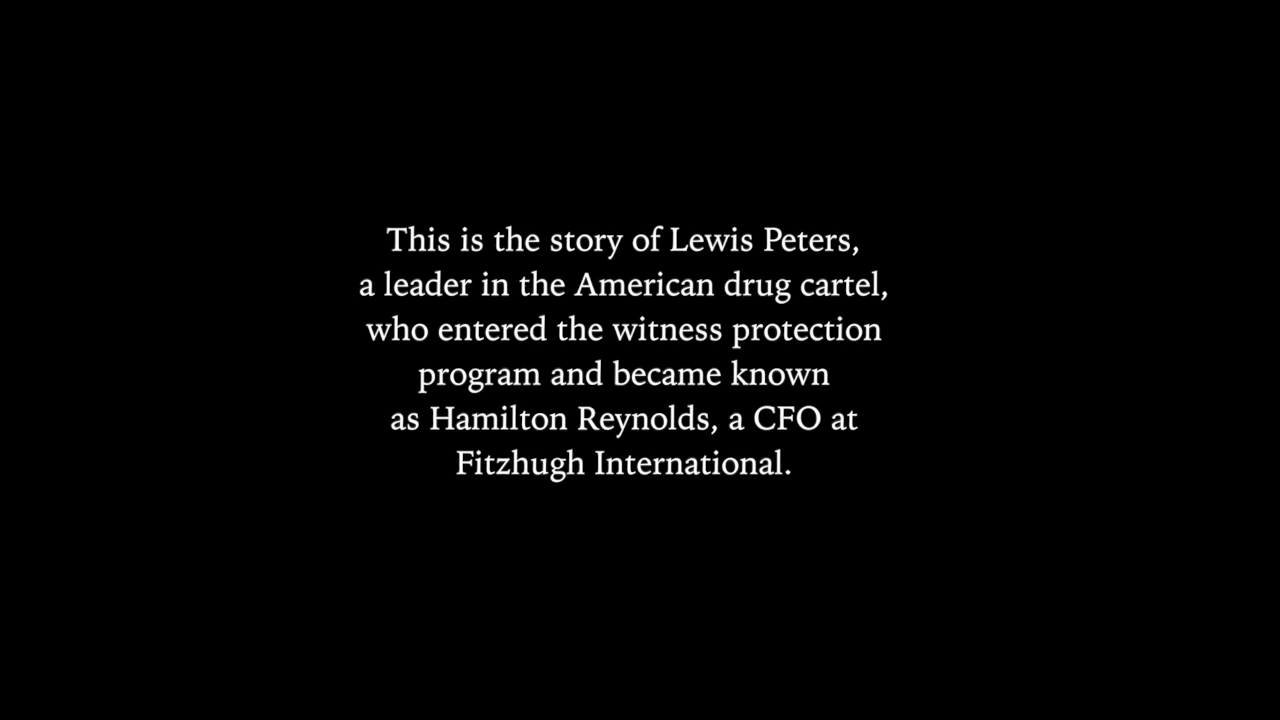 This is the story of Lewis Peters,
a leader in the American drug cartel,
who entered the witness protection
program and became known
as Hamilton Reynolds, a CFO at
Fitzhugh International.